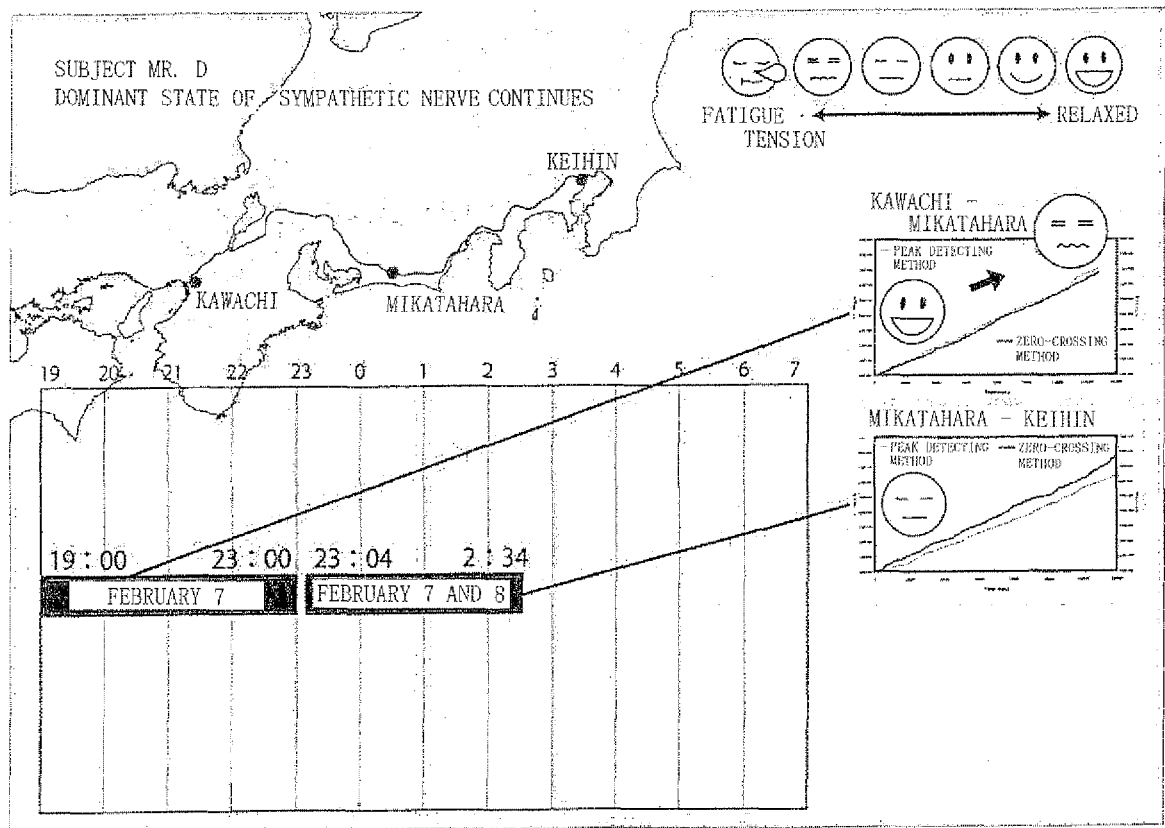 SUBJECT MR. D
DOMINANT STATE OF SYMPATHETIC NERVE CONTINUES
FATIGUE
TENSION
RELAXED
KEIHIN
KAWACHI
MIKATAHARA
KAWACHI -
MIKATAHARA
PEAK DETECTING
METHOD
ZERO-CROSSING
METHOD
MIKATAHARA - KEIHIN
PEAK DETECTING
METHOD
ZERO-CROSSING
METHOD
19 20 21 22 23 0 1 2 3 4 5 6 7
19:00 23:00 23:04 2:34
FEBRUARY 7
FEBRUARY 7 AND 8